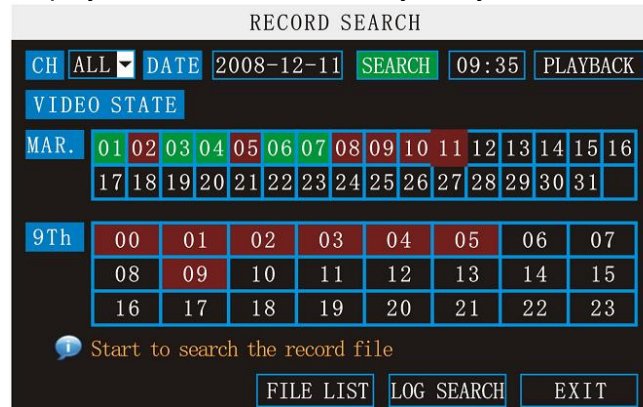 RECORD SEARCH
CH ALL DATE 2008-12-11 SEARCH 09:35 PLAYBACK
VIDEO STATE
MAR. 01 02 03 04 05 06 07 08 09 10 11 12 13 14 15 16
17 18 19 20 21 22 23 24 25 26 27 28 29 30 31
9Th 00 01 02 03 04 05 06 07
08 09 10 11 12 13 14 15
16 17 18 19 20 21 22 23
Start to search the record file
FILE LIST LOG SEARCH EXIT